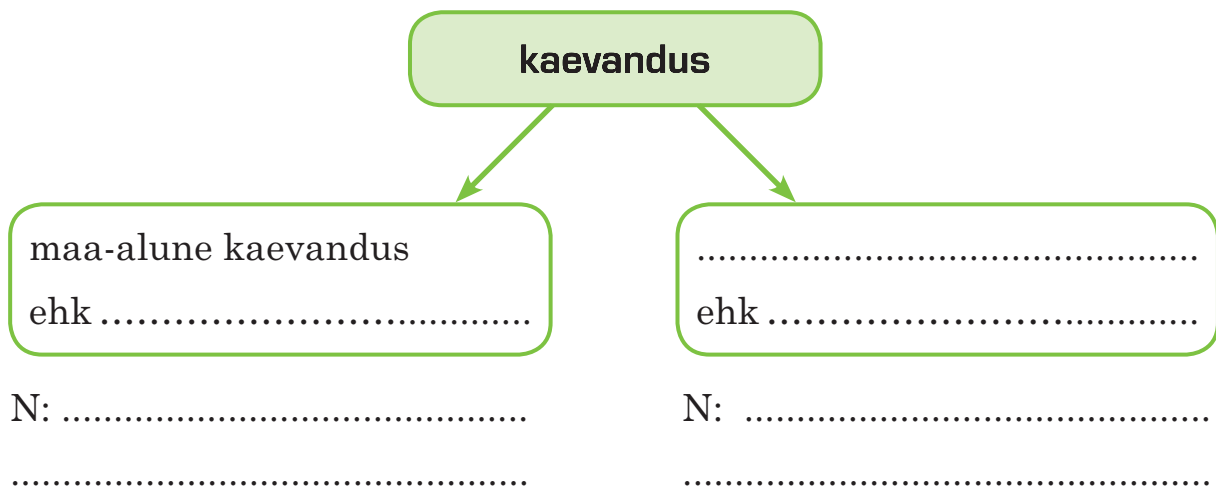 kaevandus
maa-alune kaevandus
ehk ......................................
................................................
ehk ......................................
N: .............................................
..................................................
N: .............................................
...................................................